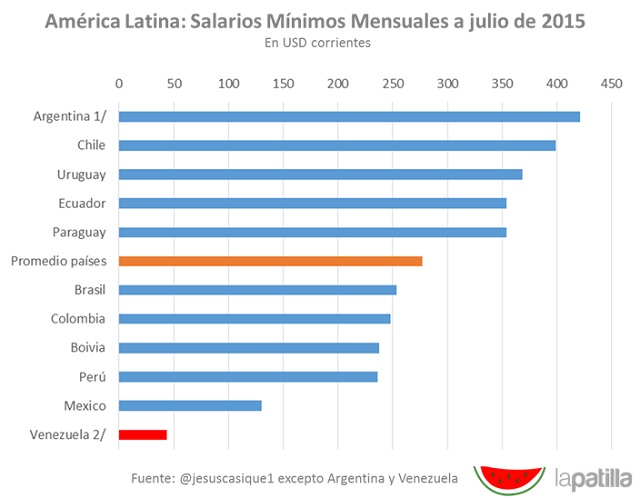 América Latina: Salarios Mínimos Mensuales a julio de 2015
En USD corrientes
0 50 100 150 200 250 300 350 400 450
Argentina 1/
Chile
Uruguay
Ecuador
Paraguay
Promedio países
Brasil
Colombia
Boivia
Perú
Mexico
Venezuela 2/
Fuente: @jesuscasique1 excepto Argentina y Venezuela
lapatilla